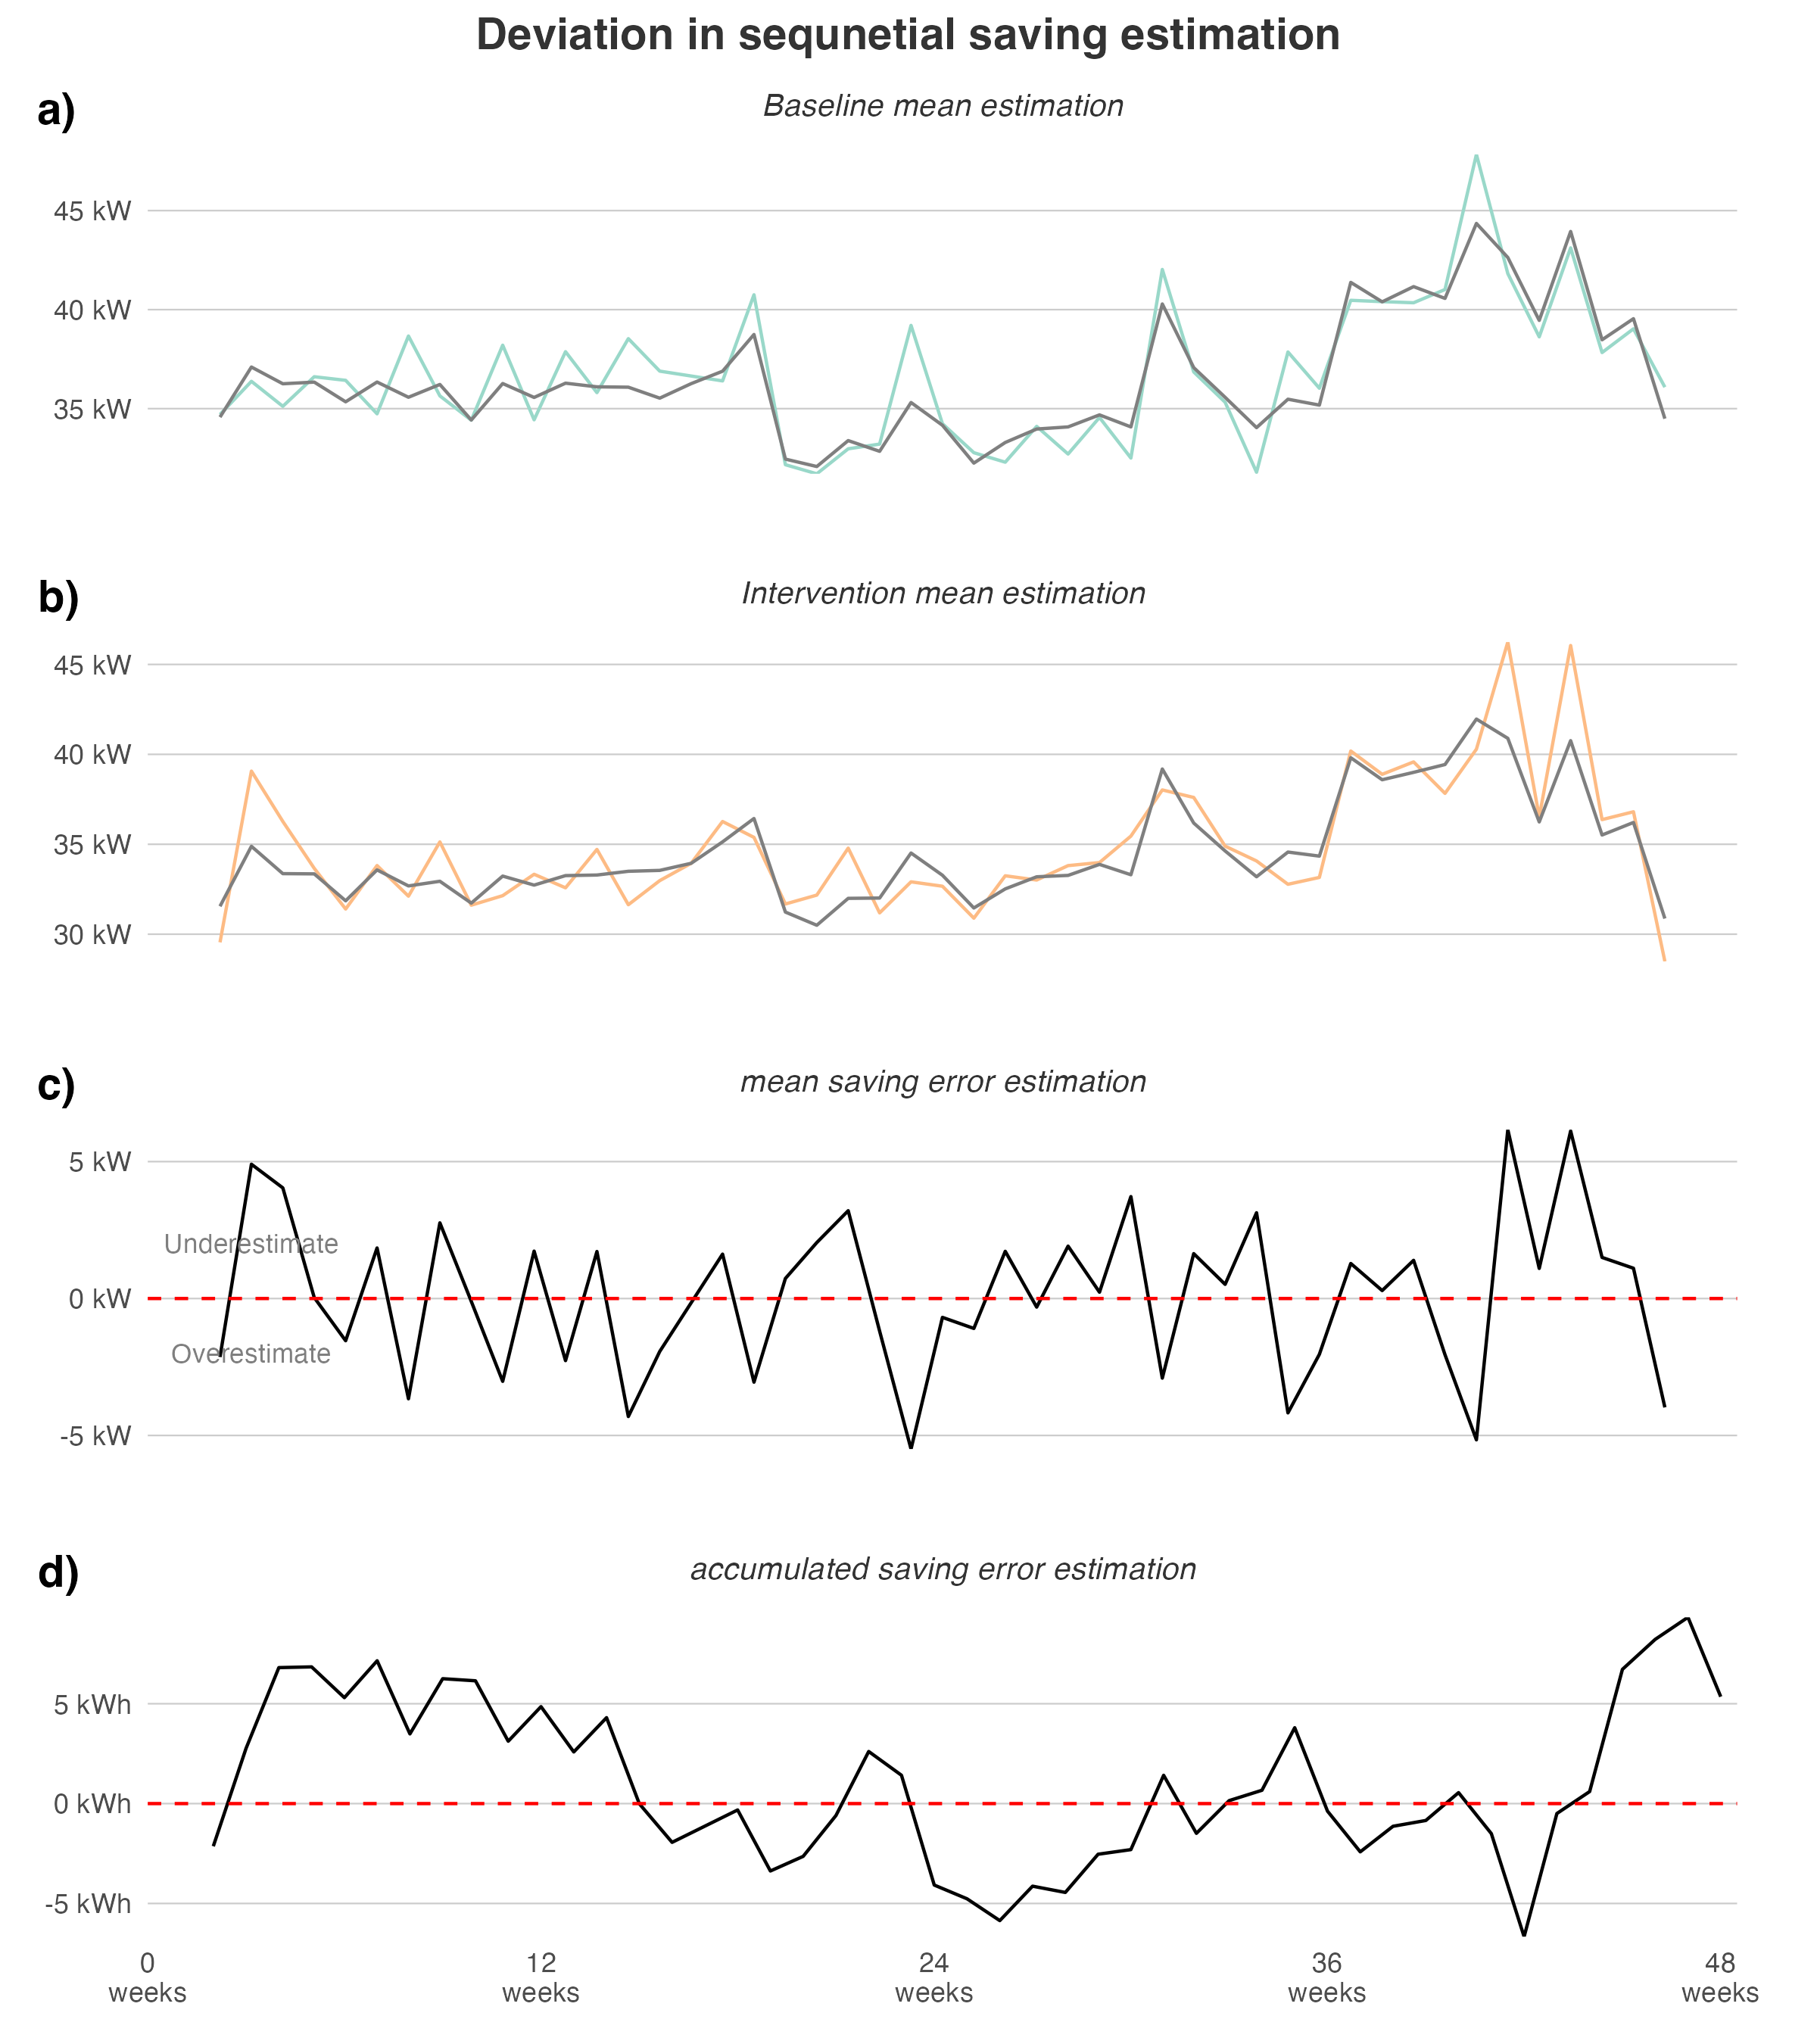 Deviation in sequnetial saving estimation
a)
Baseline mean estimation
45 kW
40 kW
35 kW
b)
Intervention mean estimation
45 kW
40 kW
35 kW
30 kW
c)
mean saving error estimation
5 kW
Underestimate
0 kW
Overestimate
-5 kW
d)
accumulated saving error estimation
5 kWh
0 kWh
-5 kWh
0 12 24 36 48
weeks weeks weeks weeks weeks